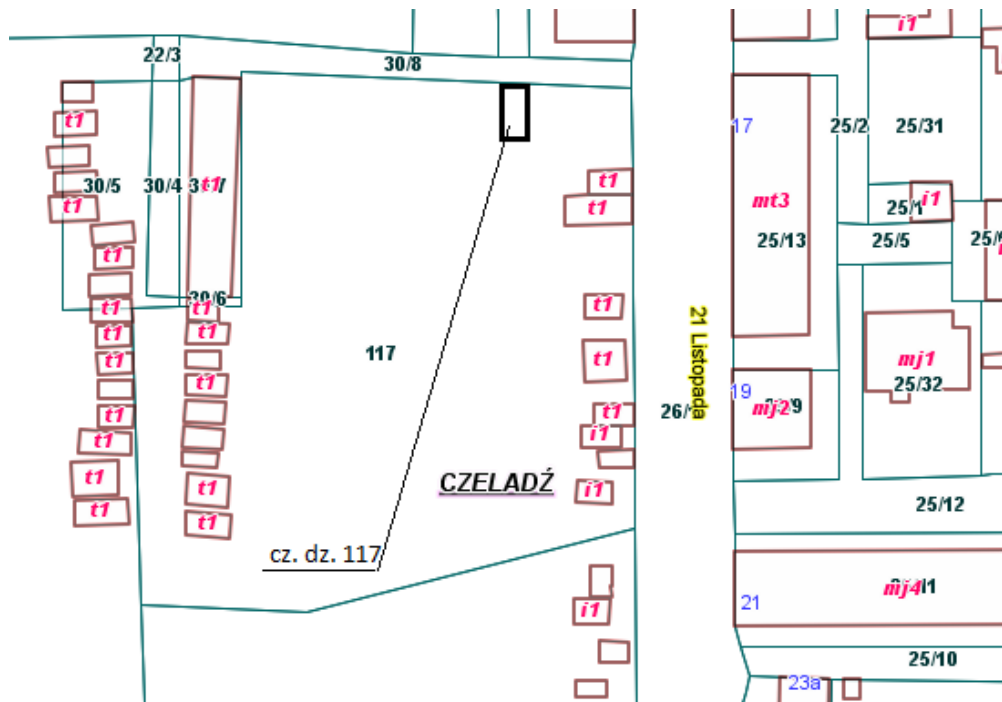 i1
22/3
30/8
t1
17
25/2
25/31
30/5
30/4
t1
mt3
t1
25/1
i1
t1
t1
25/13
25/5
t1
30/6
t1
t1
t1
t1
21 Listopada
117
t1
t1
mj1
25/32
t1
19
mj2
t1
t1
26/
t1
i1
t1
CZELADŹ
t1
t1
i1
t1
t1
25/12
cz. dz. 117
mj4
21
i1
25/10
23a